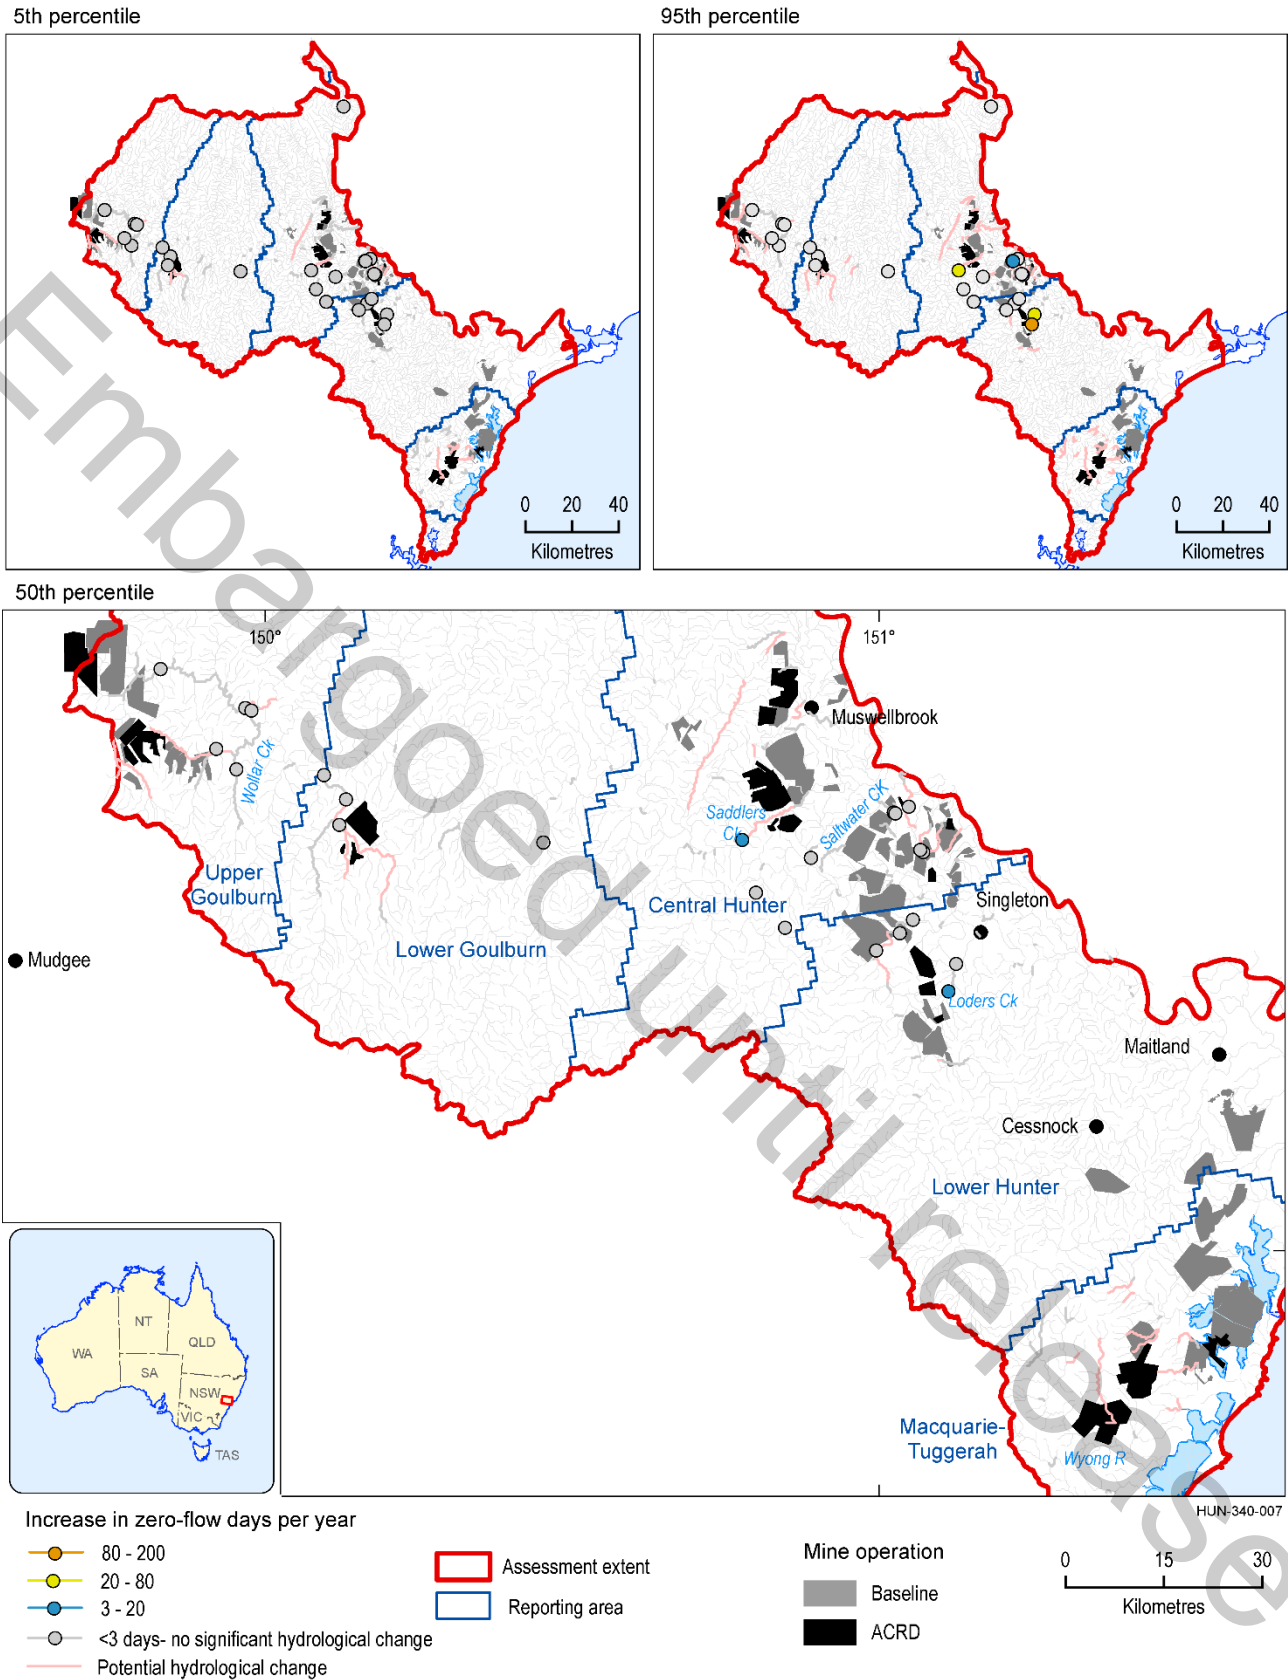 5th percentile
95th percentile
0 20 40
Kilometres
0 20 40
Kilometres
50th percentile
150°
151°
Muswellbrook
Wollar Ck
Saddlers
Ck
Saltwater CK
Upper
Goulburn
Central Hunter
Singleton
Lower Goulburn
Mudgee
Loders Ck
Maitland
Cessnock
Lower Hunter
Macquarie-
Tuggerah
Wyong R
NT
WA
QLD
SA
NSW
VIC
TAS
HUN-340-007
Embargoed until release
Increase in zero-flow days per year
80 - 200
20 - 80
3 - 20
<3 days- no significant hydrological change
Potential hydrological change
Assessment extent
Reporting area
Mine operation
Baseline
ACRD
0 15 30
Kilometres